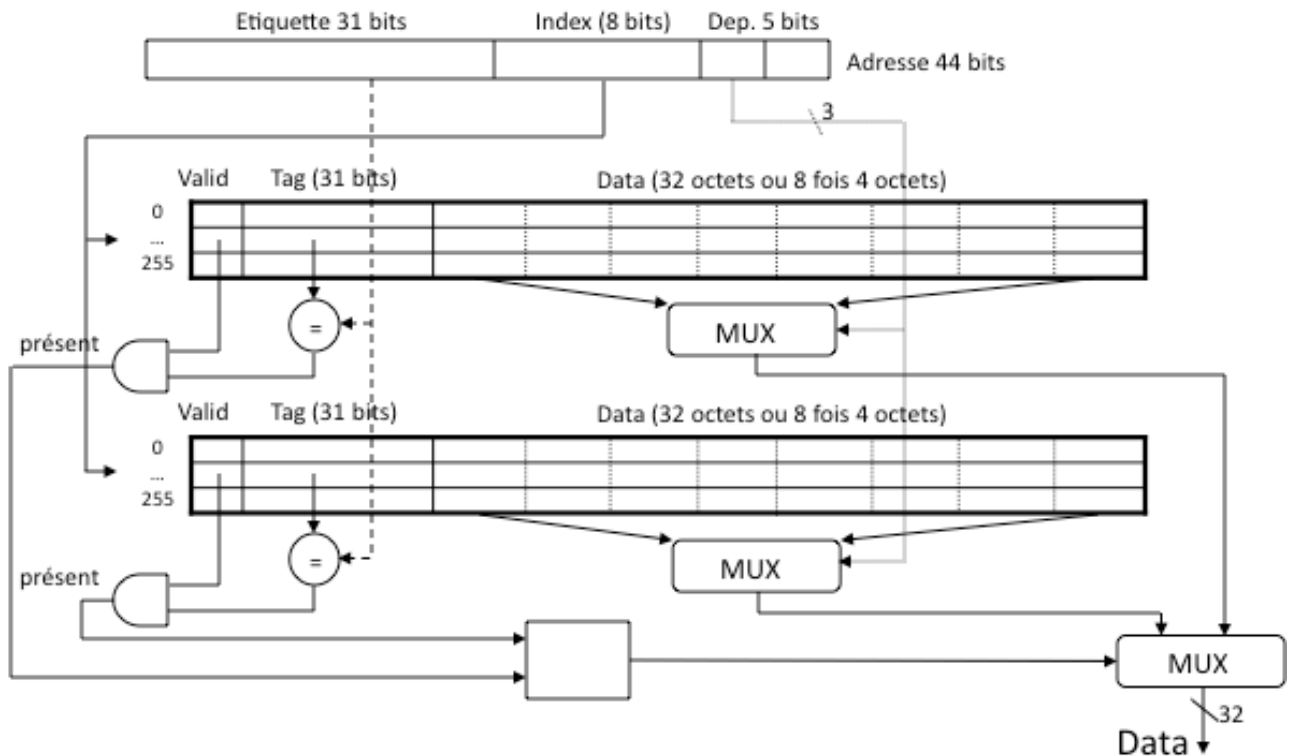 Etiquette 31 bits Index (8 bits) Dep. 5 bits
Adresse 44 bits
3
Valid Tag (31 bits) Data (32 octets ou 8 fois 4 octets)
0
...
255
=
MUX
présent
Valid Tag (31 bits) Data (32 octets ou 8 fois 4 octets)
0
...
255
=
MUX
présent
MUX
32
Data